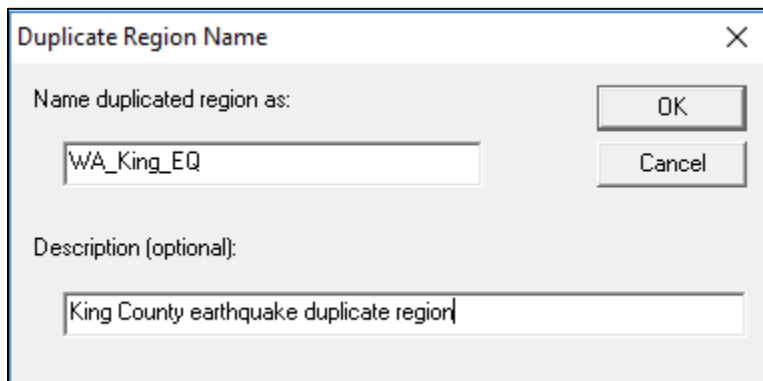 Duplicate Region Name
Name duplicated region as:
OK
WA_King_EQ
Cancel
Description (optional):
King County earthquake duplicate region